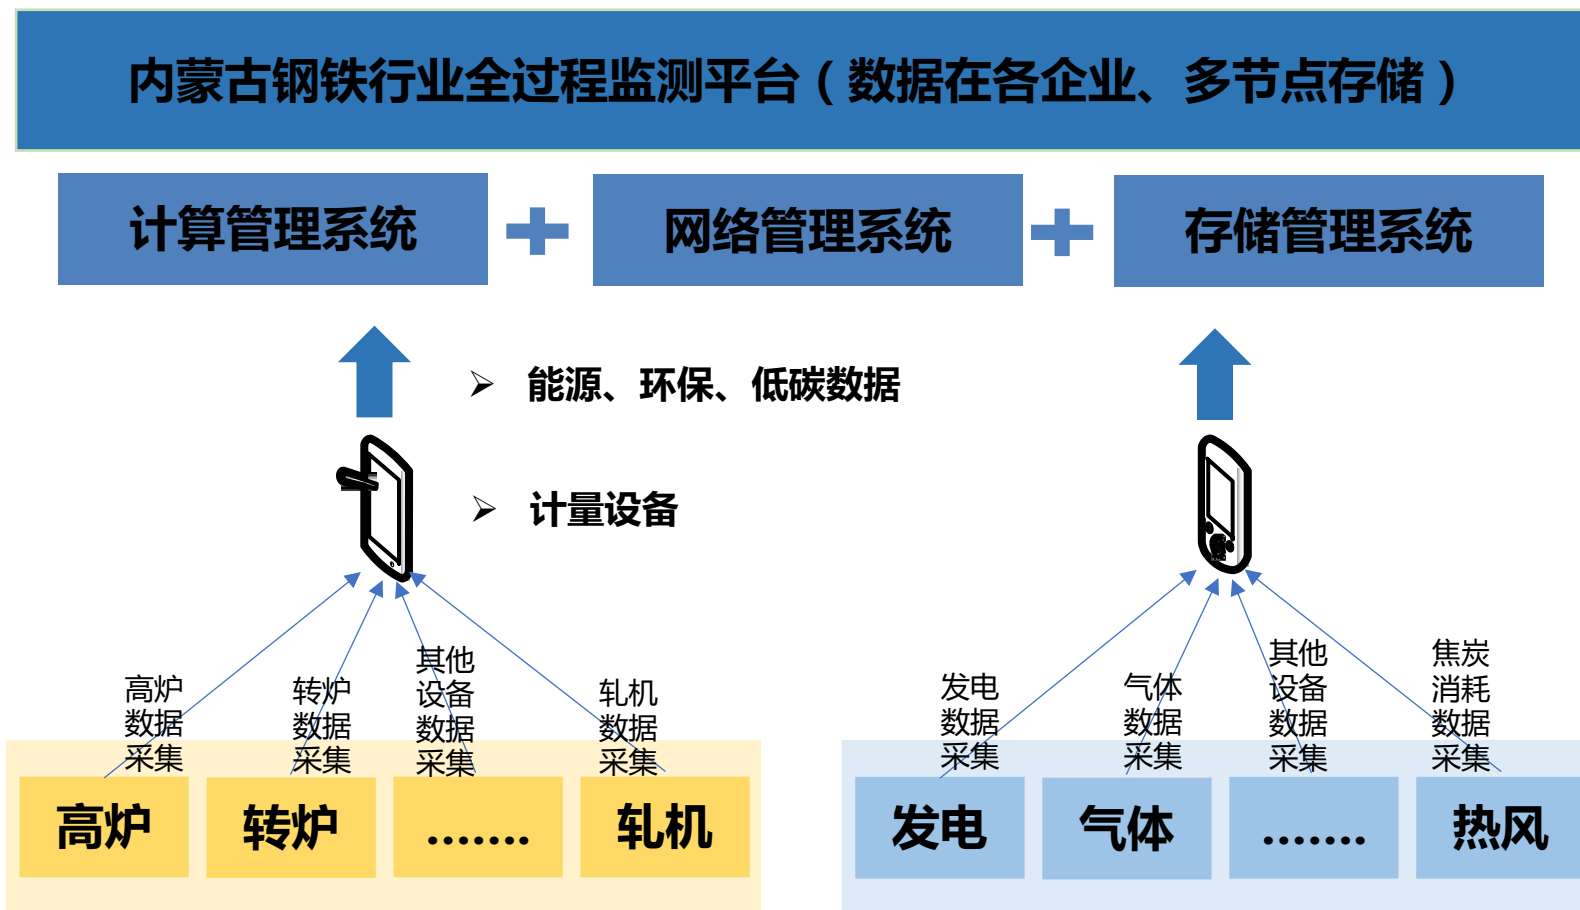 内蒙古钢铁行业全过程监测平台（数据在各企业、多节点存储）
计算管理系统
网络管理系统
存储管理系统
➢ 能源、环保、低碳数据
➢ 计量设备
高炉
数据
采集
转炉
数据
采集
其他
设备
数据
采集
轧机
数据
采集
发电
数据
采集
气体
数据
采集
其他
设备
数据
采集
焦炭
消耗
数据
采集
高炉
转炉
.......
轧机
发电
气体
.......
热风